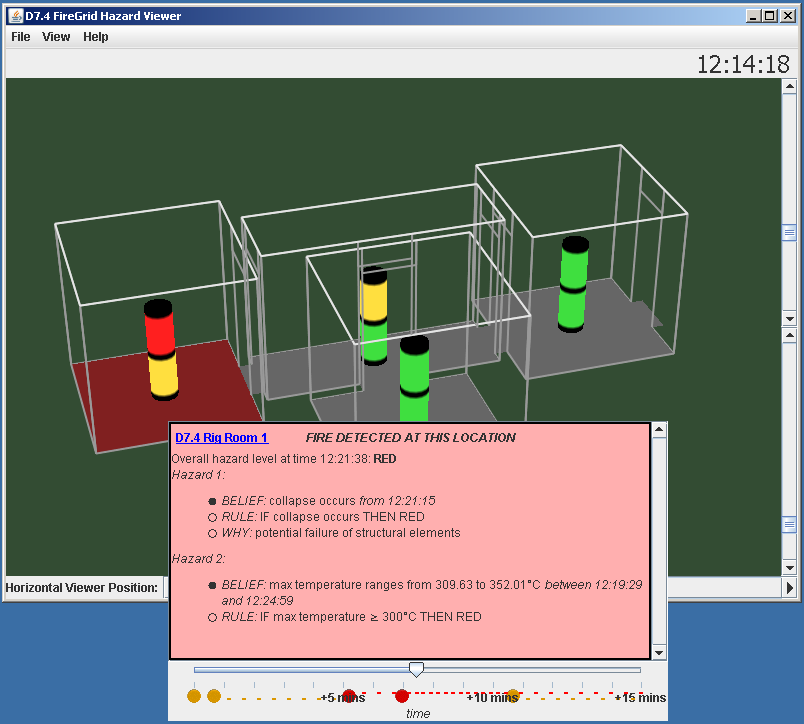 D7.4 FireGrid Hazard Viewer
File View Help
12:14:18
Horizontal Viewer Position:
D7.4 Rig Room 1 FIRE DETECTED AT THIS LOCATION
Overall hazard level at time 12:21:38: RED
Hazard 1:
BELIEF: collapse occurs from 12:21:15
RULE: IF collapse occurs THEN RED
WHY: potential failure of structural elements
Hazard 2:
BELIEF: max temperature ranges from 309.63 to 352.01°C between 12:19:29
and 12:24:59
RULE: IF max temperature ≥ 300°C THEN RED
+5 mins +10 mins +15 mins
time